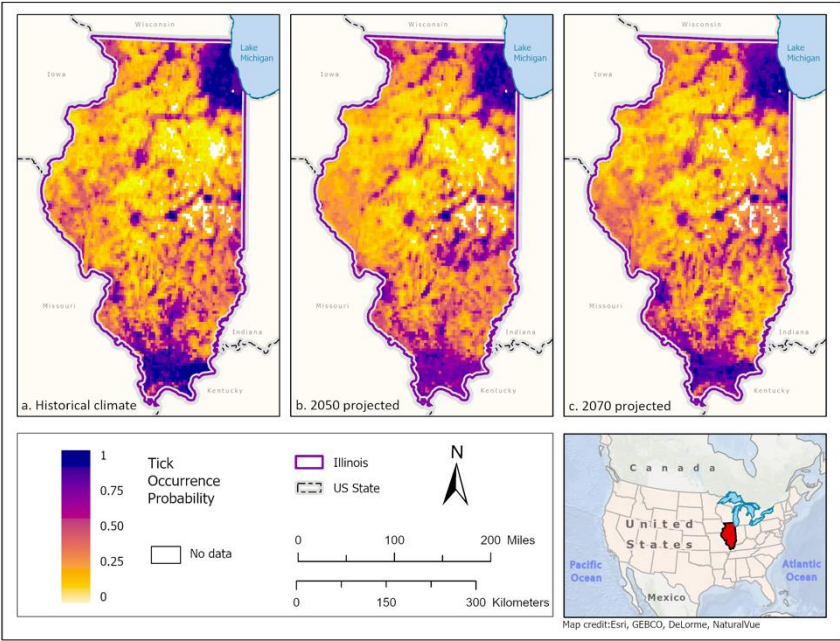 Wisconsin
Lake
Michigan
Iowa
Missouri
Indiana
Kentucky
a. Historical climate
Wisconsin
Lake
Michigan
Iowa
Missouri
Indiana
Kentucky
b. 2050 projected
Wisconsin
Lake
Michigan
Iowa
Missouri
Indiana
Kentucky
c. 2070 projected
1
0.75
0.50
0.25
0
Tick
Occurrence
Probability
No data
Illinois
US State
N
0 100 200 Miles
0 150 300 Kilometers
Canada
United
States
Pacific
Ocean
Atlantic
Ocean
Mexico
Map credit:Esri, GEBCO, DeLorme, NaturalVue